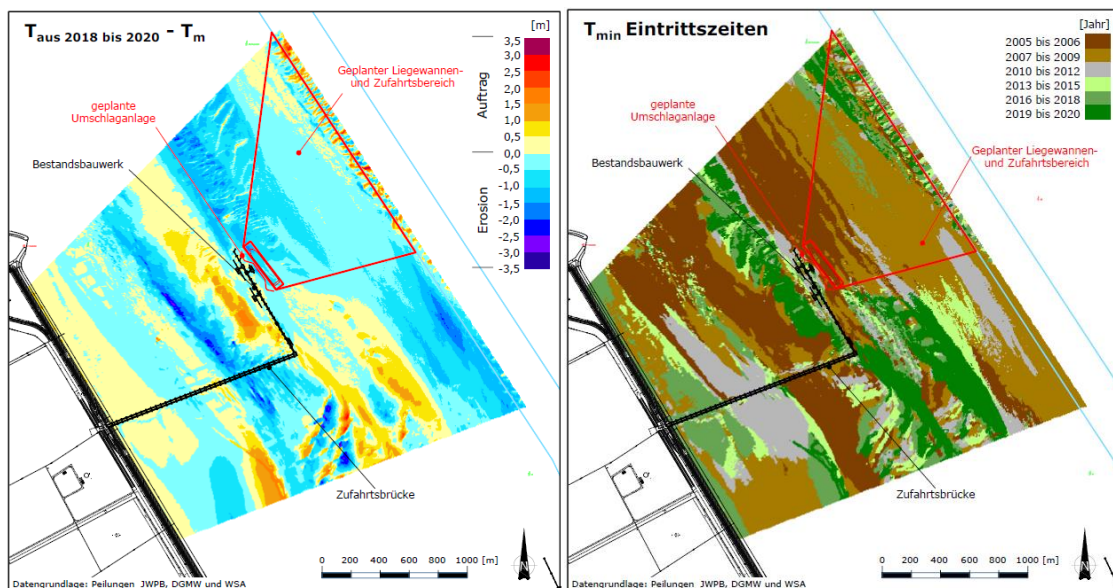 T aus 2018 bis 2020 - Tm
[m]
3,5
3,0
2,5
2,0
1,5
1,0
0,5
0,0
-0,5
-1,0
-1,5
-2,0
-2,5
-3,0
-3,5
Auftrag
Erosion
Geplanter Liegewannen-
und Zufahrtsbereich
geplante
Umschlaganlage
Bestandsbauwerk
Zufahrtsbrücke
0 200 400 600 800 1000 [m]
N
Datengrundlage: Peilungen JWPB, DGMW und WSA
Tmin Eintrittszeiten
[Jahr]
2005 bis 2006
2007 bis 2009
2010 bis 2012
2013 bis 2015
2016 bis 2018
2019 bis 2020
geplante
Umschlaganlage
Geplanter Liegewannen-
und Zufahrtsbereich
Bestandsbauwerk
Zufahrtsbrücke
0 200 400 600 800 1000 [m]
N
Datengrundlage: Peilungen JWPB, DGMW und WSA